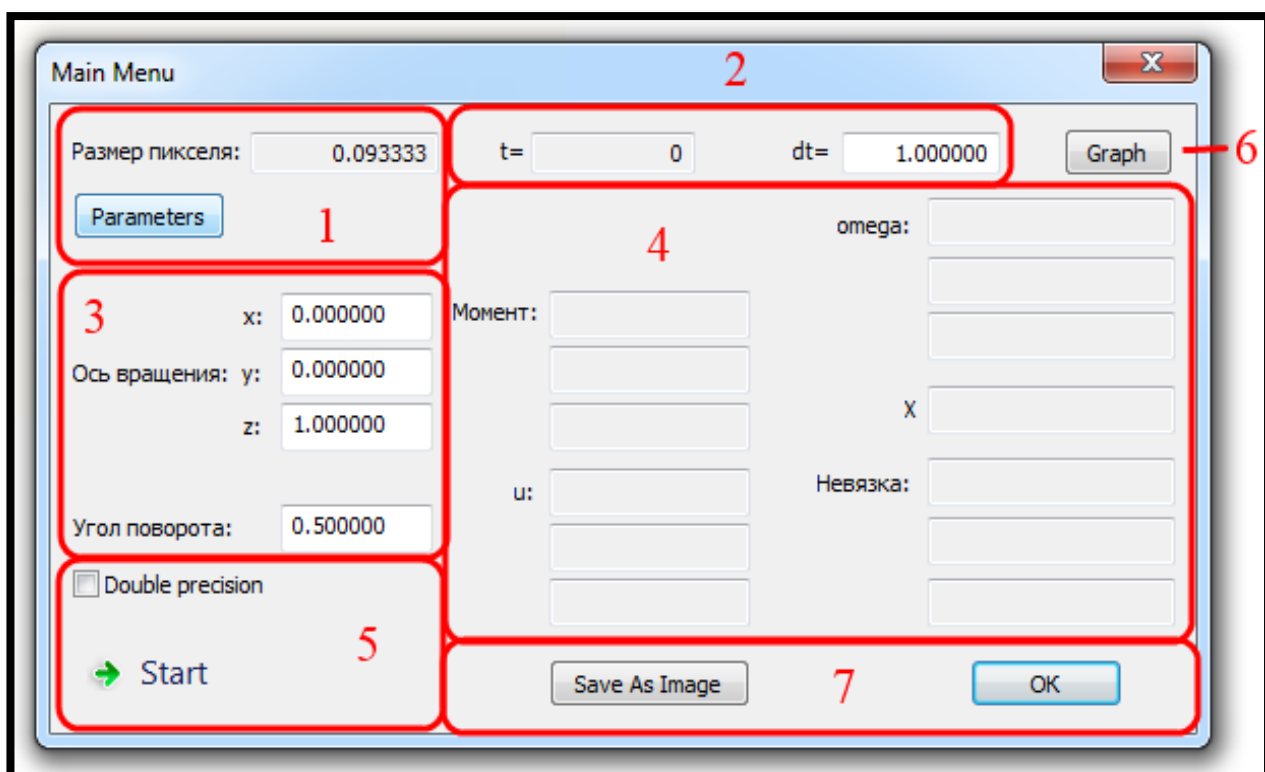 Main Menu
2
Размер пикселя: 0.093333
t= 0 dt= 1.000000
Graph
6
Parameters
1
3
x: 0.000000
Ось вращения: y: 0.000000
z: 1.000000
Угол поворота: 0.500000
4
omega:
Момент:
X
u:
Невязка:
Double precision
5
Start
Save As Image
7
OK